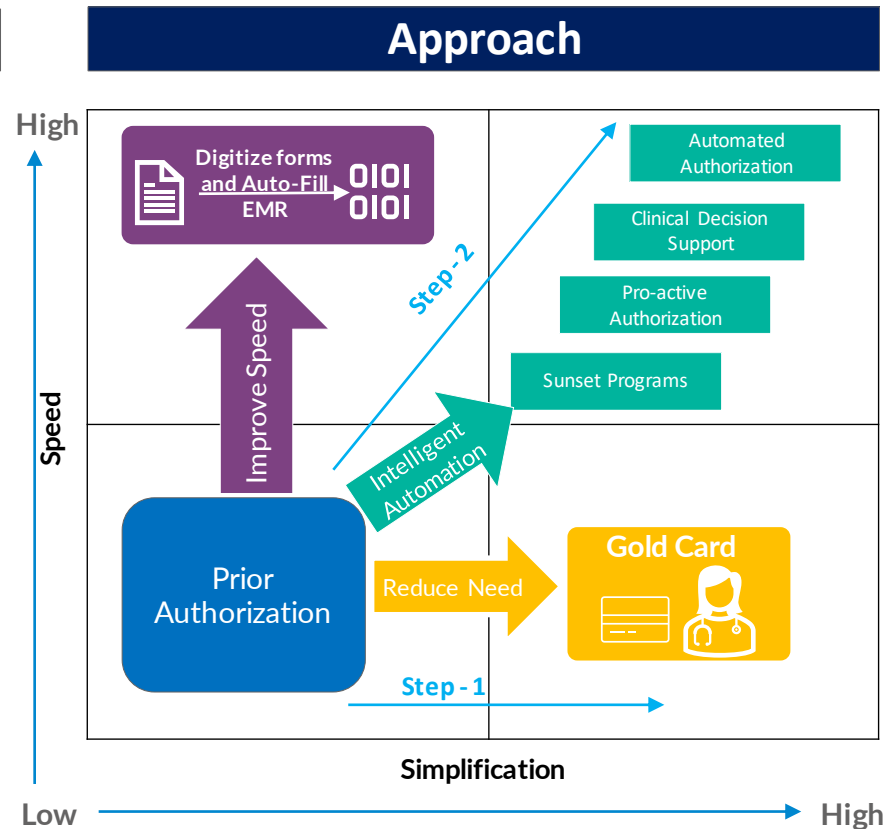 Approach
High
Digitize forms
and Auto-Fill
EMR
0101
0101
Automated
Authorization
Clinical Decision
Support
Pro-active
Authorization
Sunset Programs
Step - 2
Improve Speed
Intelligent
Automation
Speed
Prior
Authorization
Reduce Need
Gold Card
Step - 1
Simplification
Low
High